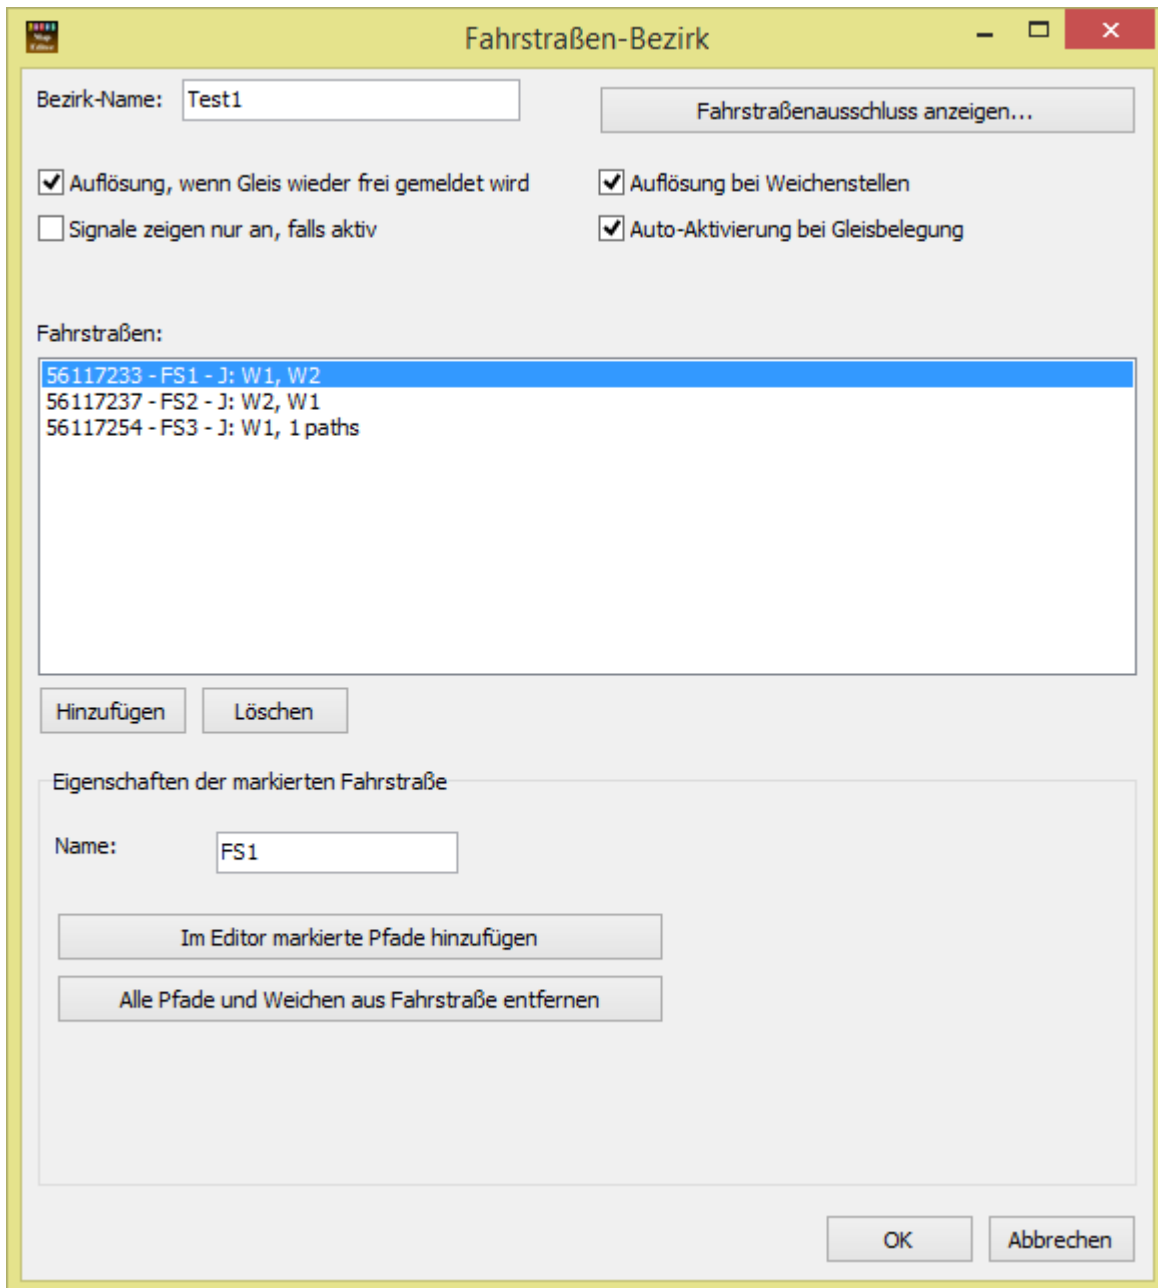 Fahrstraßen-Bezirk
Bezirk-Name: Test1 Fahrstraßenausschluss anzeigen...
Auflösung, wenn Gleis wieder frei gemeldet wird Auflösung bei Weichenstellen
Signale zeigen nur an, falls aktiv Auto-Aktivierung bei Gleisbelegung
Fahrstraßen:
56117233 - FS1 - J: W1, W2
56117237 - FS2 - J: W2, W1
56117254 - FS3 - J: W1, 1 paths
Hinzufügen Löschen
Eigenschaften der markierten Fahrstraße
Name: FS1
Im Editor markierte Pfade hinzufügen
Alle Pfade und Weichen aus Fahrstraße entfernen
OK Abbrechen